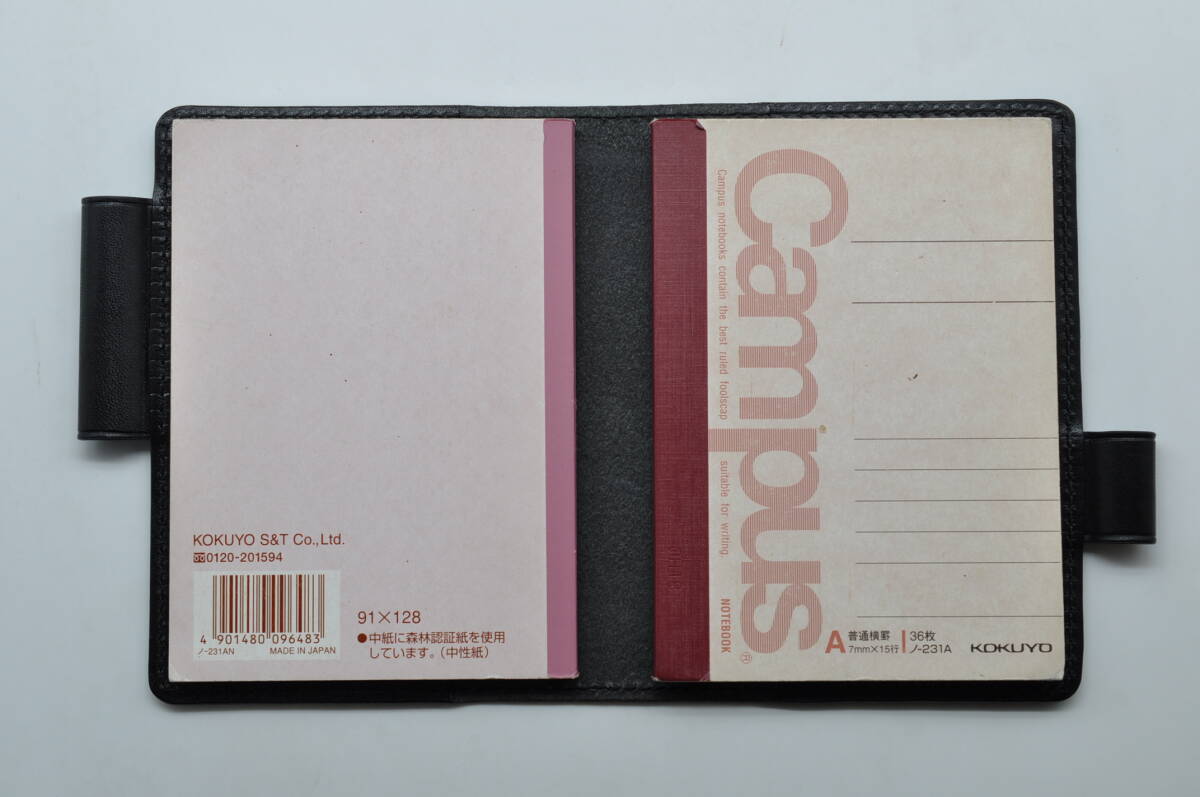 KOKUYO S&T Co.,Ltd.
0120-201594
4 901480 096483
ノ-231AN MADE IN JAPAN
91×128
●中紙に森林認証紙を使用
しています。(中性紙)
Campus
Campus notebooks contain the best ruled foolscap suitable for writing.
NOTEBOOK ®
A 普通横罫 36枚
7mm×15行 ノ-231A
KOKUYO